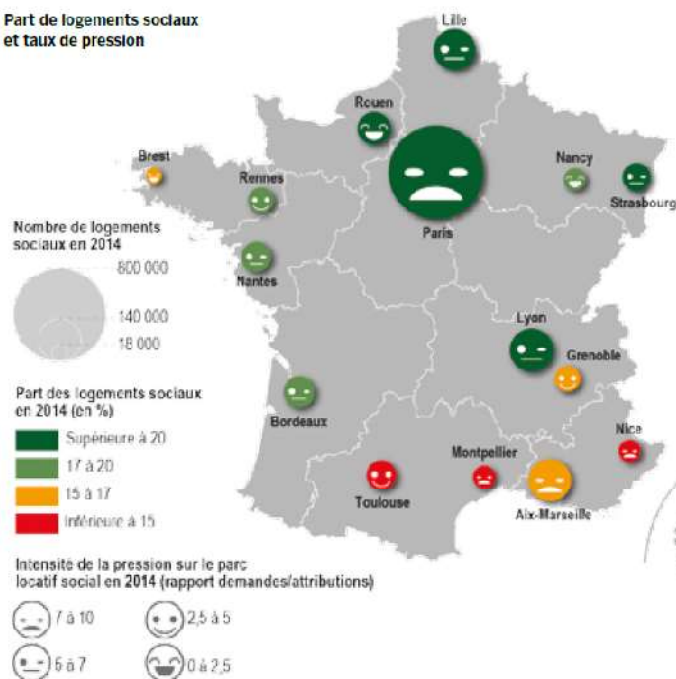 Part de logements sociaux
et taux de pression
Lille
Rouen
Brest
Rennes
Nancy
Strasbourg
Paris
Nantes
Nombre de logements
sociaux en 2014
800 000
140 000
18 000
Lyon
Grenoble
Bordeaux
Nice
Montpellier
Toulouse
Aix-Marseille
Part des logements sociaux
en 2014 (en %)
Supérieure à 20
17 à 20
15 à 17
Inférieure à 15
Intensité de la pression sur le parc
locatif social en 2014 (rapport demandes/attributions)
7 à 10
2,5 à 5
6 à 7
0 à 2,5